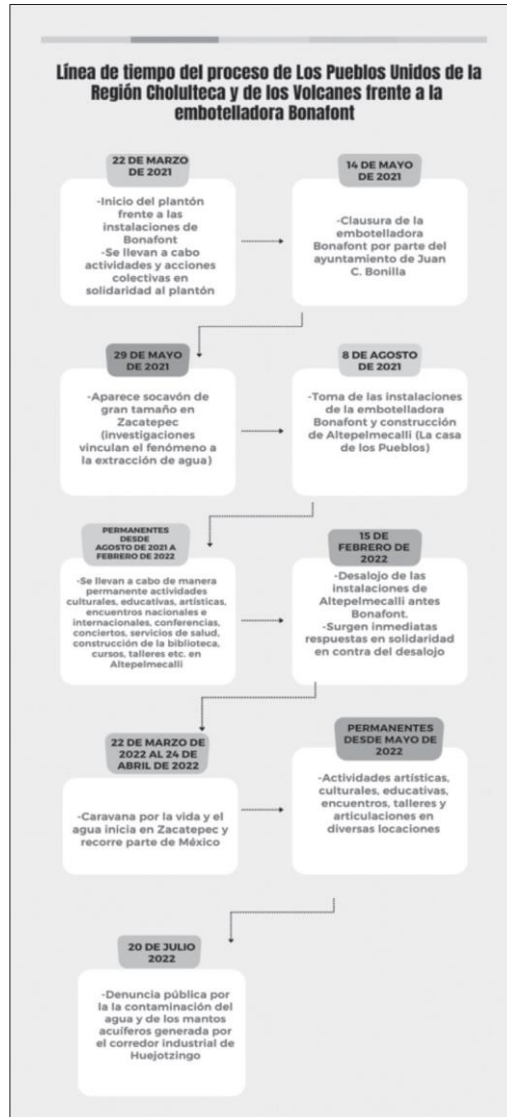 Línea de tiempo del proceso de Los Pueblos Unidos de la
Región Cholulteca y de los Volcanes frente a la
embotelladora Bonafont
22 DE MARZO
DE 2021
-Inicio del plantón
frente a las
instalaciones de
Bonafont
-Se llevan a cabo
actividades y acciones
colectivas en
solidaridad al plantón
14 DE MAYO
DE 2021
-Clausura de la
embotelladora
Bonafont por parte del
ayuntamiento de Juan
C. Bonilla
29 DE MAYO
DE 2021
-Aparece socavón de
gran tamaño en
Zacatepec
(investigaciones
vinculan el fenómeno a
la extracción de agua)
8 DE AGOSTO
DE 2021
-Toma de las instalaciones
de la embotelladora
Bonafont y construcción
de Altepelmecalli (La casa
de los Pueblos)
PERMANENTES
DESDE
AGOSTO DE 2021 A
FEBRERO DE 2022
-Se llevan a cabo de manera
permanente actividades
culturales, educativas, artísticas,
encuentros nacionales e
internacionales, conferencias,
conciertos, servicios de salud,
construcción de la biblioteca,
cursos, talleres etc. en
Altepelmecalli
15 DE
FEBRERO DE
2022
-Desalojo de las
instalaciones de
Altepelmecalli antes
Bonafont.
-Surgen inmediatas
respuestas en solidaridad
en contra del desalojo
22 DE MARZO DE
2022 AL 24 DE
ABRIL DE 2022
-Caravana por la vida y el
agua inicia en Zacatepec y
recorre parte de México
PERMANENTES
DESDE MAYO DE
2022
-Actividades artísticas,
culturales, educativas,
encuentros, talleres y
articulaciones en
diversas locaciones
20 DE JULIO
2022
-Denuncia pública por
la la contaminación del
agua y de los mantos
acuíferos generada por
el corredor industrial de
Huejotzingo